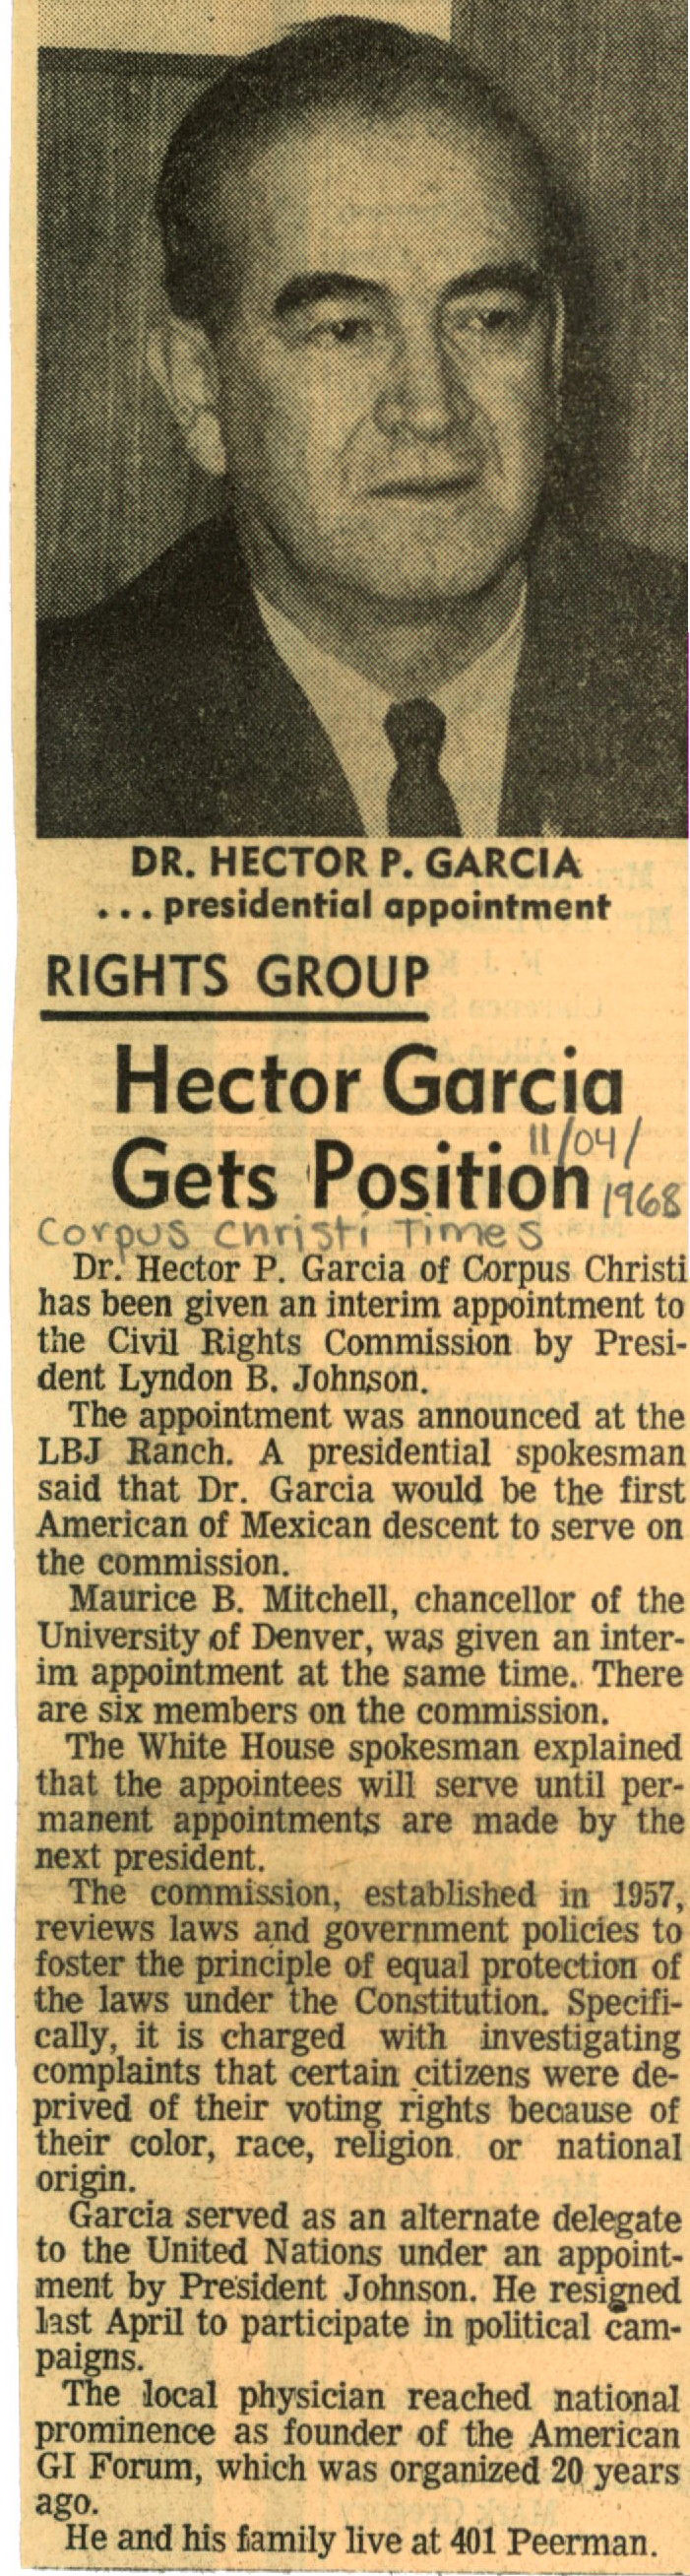 DR. HECTOR P. GARCIA
... presidential appointment
RIGHTS GROUP
Hector Garcia
Gets Position
11/04/
1968
Corpus Christi Times
Dr. Hector P. Garcia of Corpus Christi
has been given an interim appointment to
the Civil Rights Commission by Presi-
dent Lyndon B. Johnson.
The appointment was announced at the
LBJ Ranch. A presidential spokesman
said that Dr. Garcia would be the first
American of Mexican descent to serve on
the commission.
Maurice B. Mitchell, chancellor of the
University of Denver, was given an inter-
im appointment at the same time. There
are six members on the commission.
The White House spokesman explained
that the appointees will serve until per-
manent appointments are made by the
next president.
The commission, established in 1957,
reviews laws and government policies to
foster the principle of equal protection of
the laws under the Constitution. Specifi-
cally, it is charged with investigating
complaints that certain citizens were de-
prived of their voting rights because of
their color, race, religion or national
origin.
Garcia served as an alternate delegate
to the United Nations under an appoint-
ment by President Johnson. He resigned
last April to participate in political cam-
paigns.
The local physician reached national
prominence as founder of the American
GI Forum, which was organized 20 years
ago.
He and his family live at 401 Peerman.